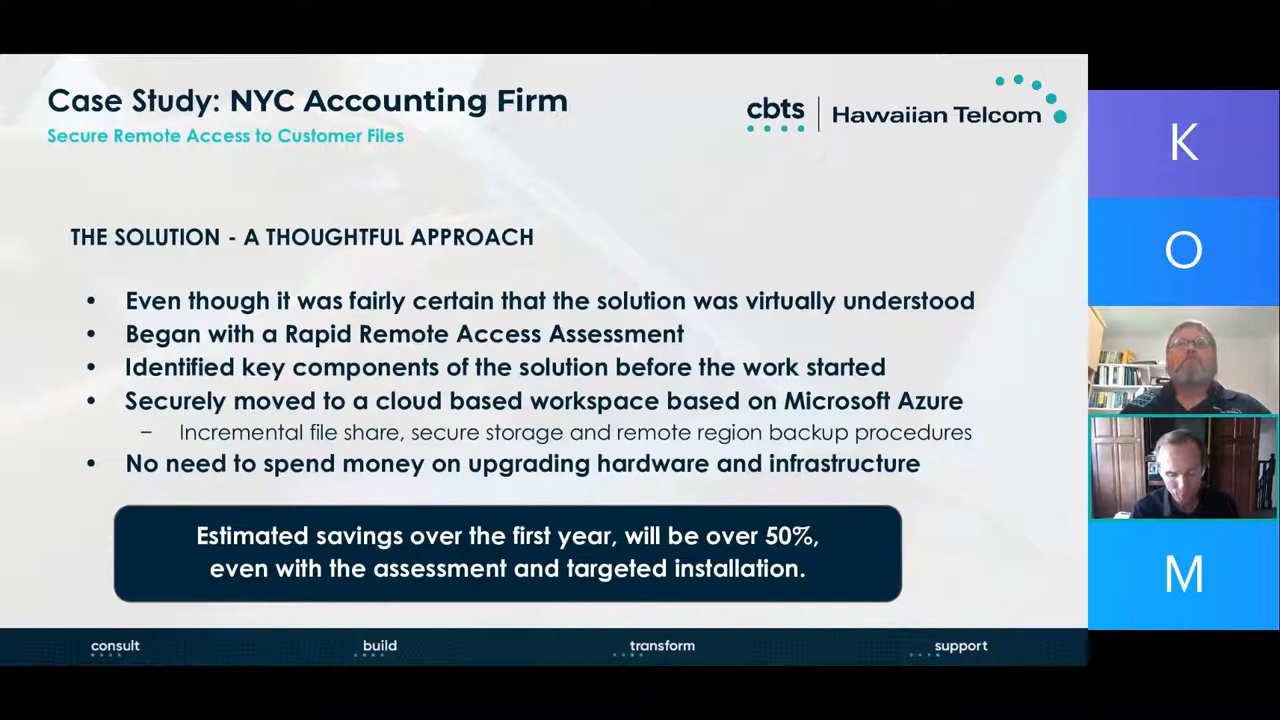 Case Study: NYC Accounting Firm
Secure Remote Access to Customer Files
cbts | Hawaiian Telcom
THE SOLUTION - A THOUGHTFUL APPROACH
• Even though it was fairly certain that the solution was virtually understood
• Began with a Rapid Remote Access Assessment
• Identified key components of the solution before the work started
• Securely moved to a cloud based workspace based on Microsoft Azure
– Incremental file share, secure storage and remote region backup procedures
• No need to spend money on upgrading hardware and infrastructure
Estimated savings over the first year, will be over 50%,
even with the assessment and targeted installation.
consult build transform support
K
O
M